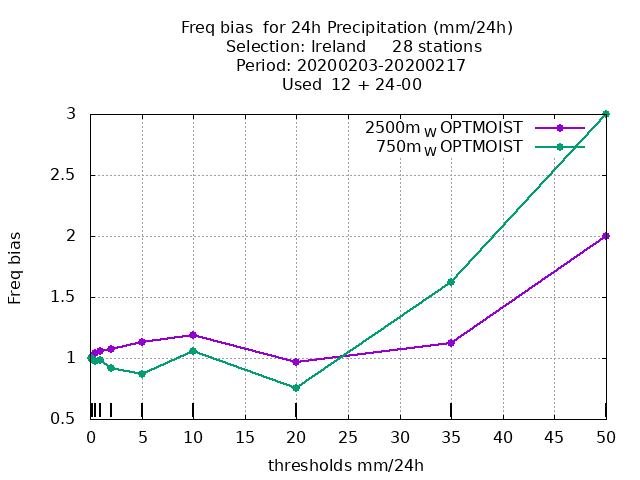 Freq bias  for 24h Precipitation (mm/24h)
Selection: Ireland     28 stations
Period: 20200203-20200217
Used  12 + 24-00
2500m_W OPTMOIST
750m_W OPTMOIST
3
2.5
2
1.5
1
0.5
Freq bias
0 5 10 15 20 25 30 35 40 45 50
thresholds mm/24h